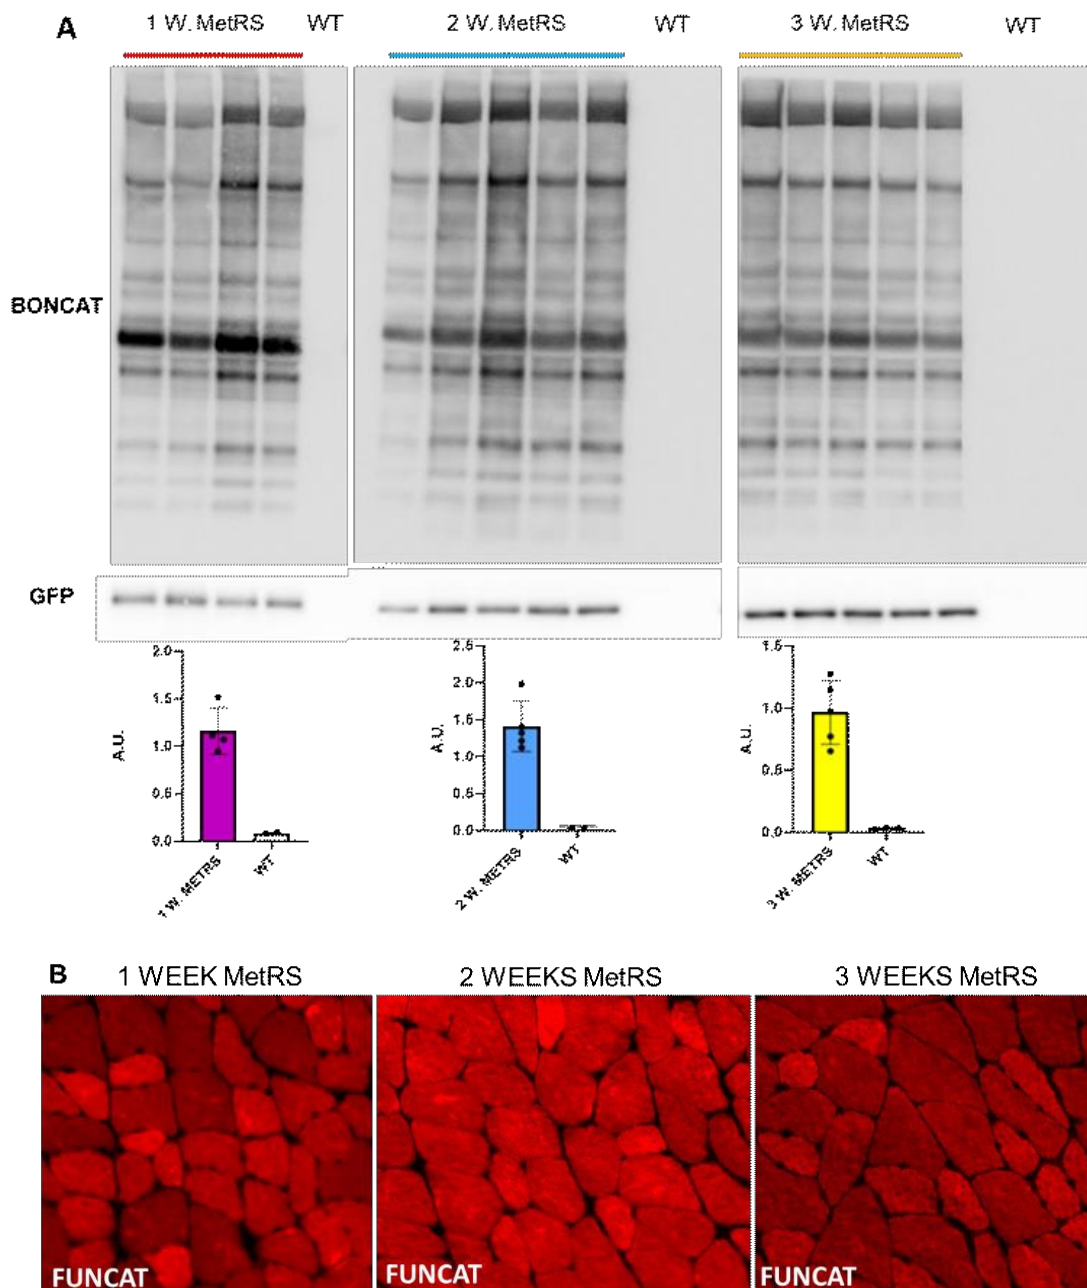 A
1 W. MetRS WT 2 W. MetRS WT 3 W. MetRS WT
BONCAT
GFP
2.0
1.5
1.0
0.5
0.0
A.U.
1 W. METRS
WT
2.5
2.0
1.5
1.0
0.5
0.0
A.U.
2 W. METRS
WT
1.5
1.0
0.5
0.0
A.U.
3 W. METRS
WT
B 1 WEEK MetRS 2 WEEKS MetRS 3 WEEKS MetRS
FUNCAT FUNCAT FUNCAT